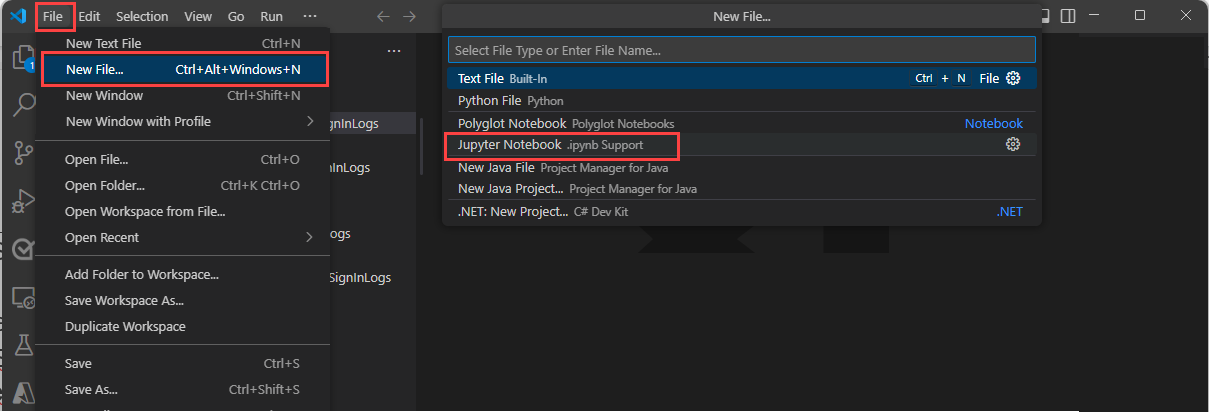 File Edit Selection View Go Run ···
New Text File Ctrl+N
New File... Ctrl+Alt+Windows+N
New Window Ctrl+Shift+N
New Window with Profile
Open File... Ctrl+O
Open Folder... Ctrl+K Ctrl+O
Open Workspace from File...
Open Recent
Add Folder to Workspace...
Save Workspace As...
Duplicate Workspace
Save Ctrl+S
Save As... Ctrl+Shift+S
1
···
gnInLogs
nLogs
ogs
SignInLogs
New File...
Select File Type or Enter File Name...
Text File Built-In Ctrl + N File
Python File Python
Polyglot Notebook Polyglot Notebooks Notebook
Jupyter Notebook .ipynb Support
New Java File Project Manager for Java
New Java Project... Project Manager for Java
.NET: New Project... C# Dev Kit .NET